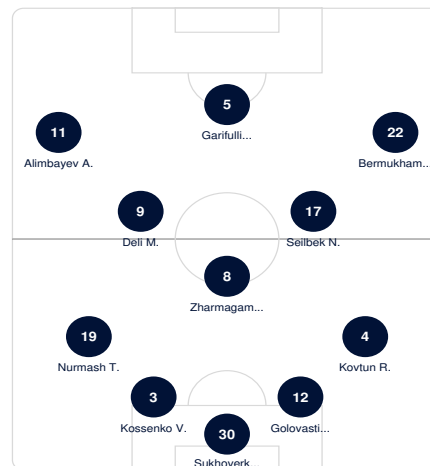 5
Garifulli...
11
Alimbayev A.
22
Bermukham...
9
Deli M.
17
Seilbek N.
8
Zharmagam...
19
Nurmash T.
4
Kovtun R.
3
Kossenko V.
12
Golovasti...
30
Sukhoverk...